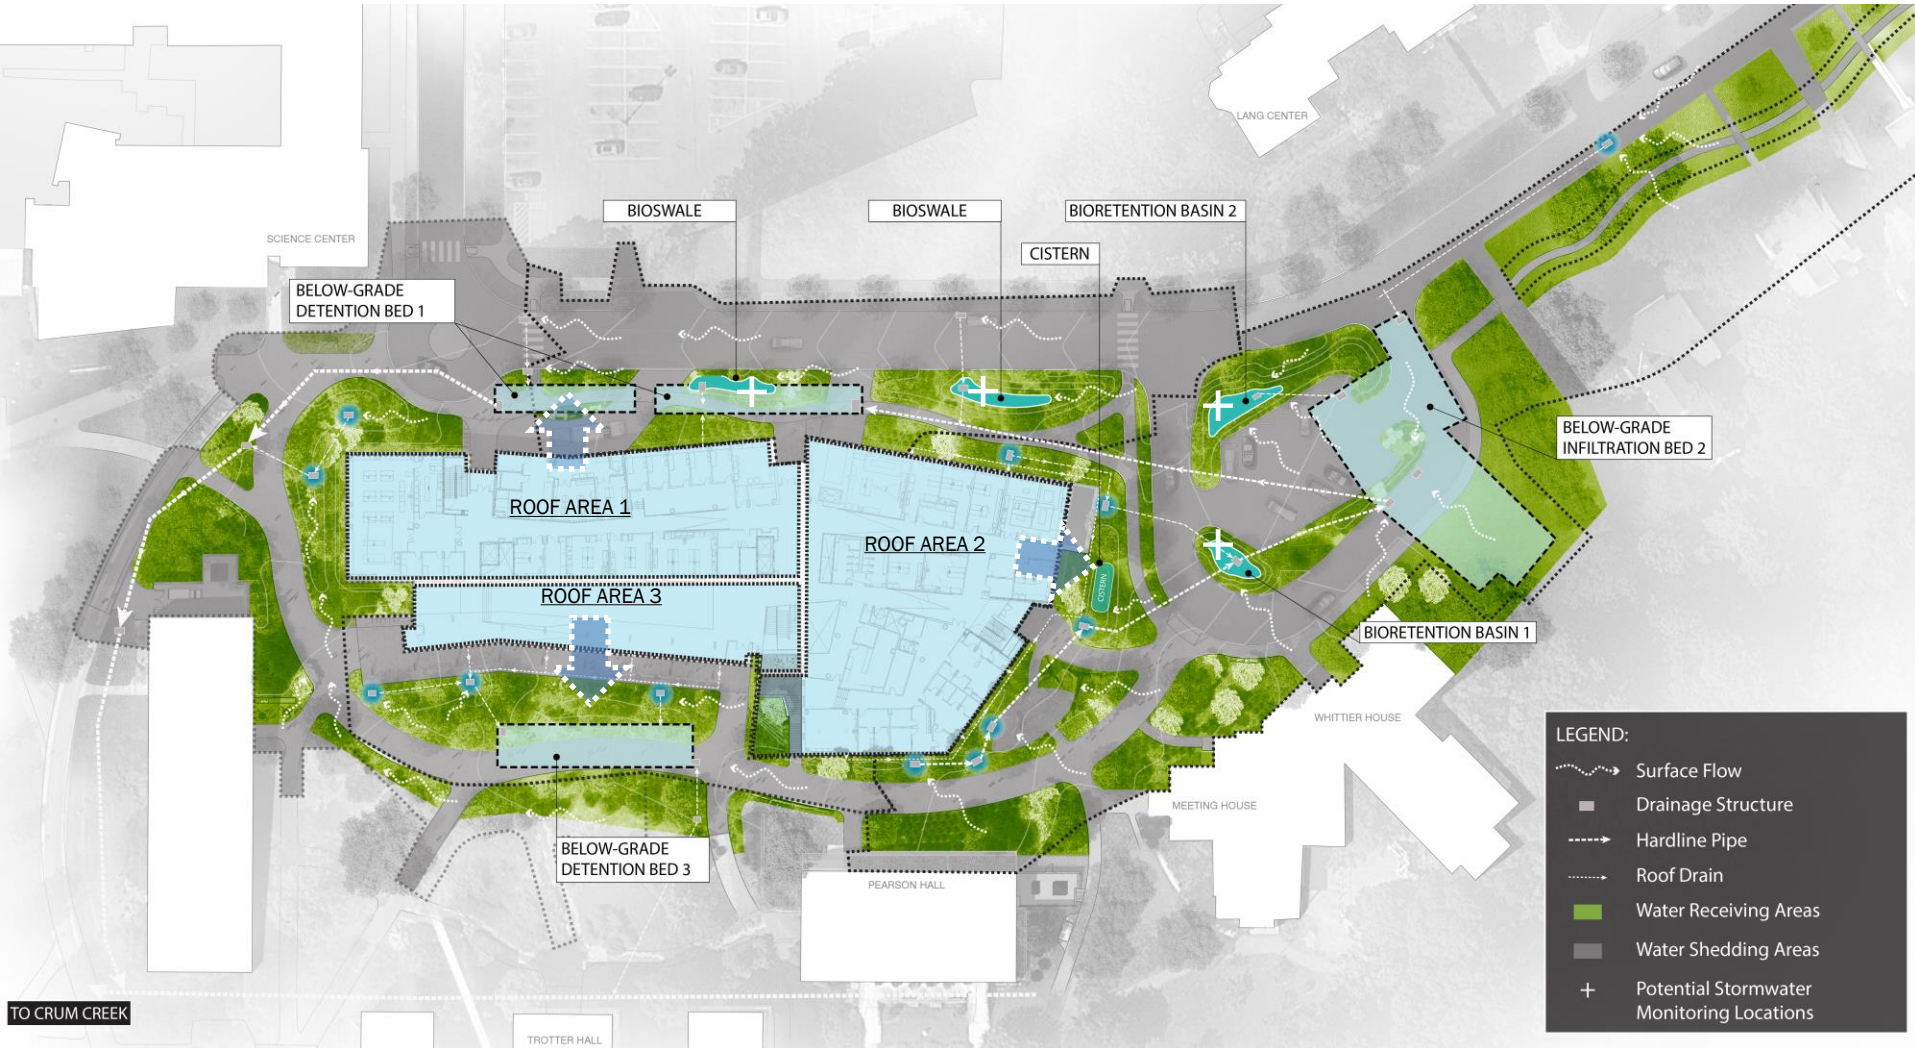 LANG CENTER
BIOSWALE
BIOSWALE
BIORETENTION BASIN 2
SCIENCE CENTER
CISTERN
BELOW-GRADE
DETENTION BED 1
BELOW-GRADE
INFILTRATION BED 2
ROOF AREA 1
ROOF AREA 2
CISTERN
ROOF AREA 3
BIORETENTION BASIN 1
WHITTIER HOUSE
MEETING HOUSE
BELOW-GRADE
DETENTION BED 3
PEARSON HALL
LEGEND:
Surface Flow
Drainage Structure
Hardline Pipe
Roof Drain
Water Receiving Areas
Water Shedding Areas
Potential Stormwater
Monitoring Locations
TO CRUM CREEK
TROTTER HALL